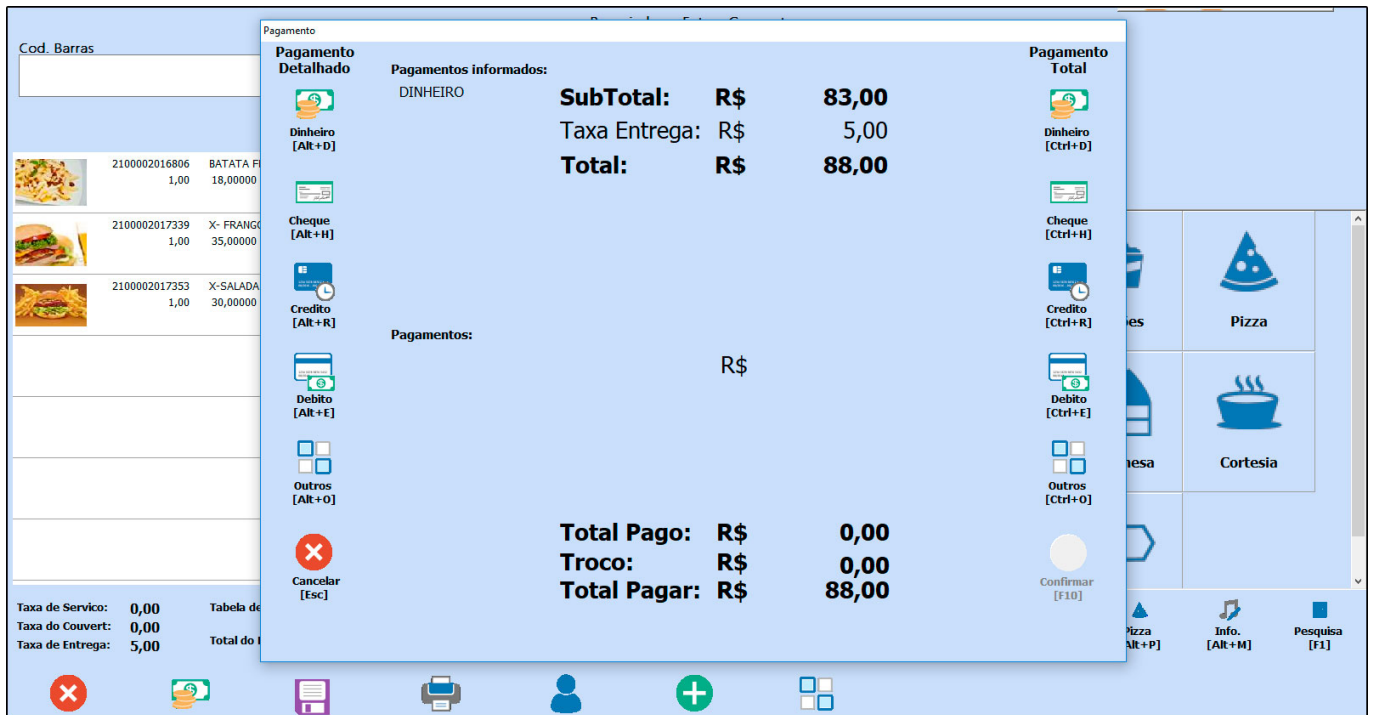 Cod. Barras
2100002016806 BATATA
1,00 18,00000
2100002017339 X- FRANGO
1,00 35,00000
2100002017353 X-SALADA
1,00 30,00000
Taxa de Servico: 0,00 Tabela de
Taxa do Couvert: 0,00
Taxa de Entrega: 5,00 Total do
Pagamento
Pagamento
Detalhado
Dinheiro
[Alt+D]
Cheque
[Alt+H]
Credito
[Alt+R]
Debito
[Alt+E]
Outros
[Alt+O]
Cancelar
[Esc]
Pagamentos informados:
DINHEIRO
SubTotal: R$ 83,00
Taxa Entrega: R$ 5,00
Total: R$ 88,00
Pagamentos:
R$
Total Pago: R$ 0,00
Troco: R$ 0,00
Total Pagar: R$ 88,00
Pagamento
Total
Dinheiro
[Ctrl+D]
Cheque
[Ctrl+H]
Credito
[Ctrl+R]
Debito
[Ctrl+E]
Outros
[Ctrl+O]
Confirmar
[F10]
Pizza
Cortesia
Pizza
Alt+P]
Info.
[Alt+M]
Pesquisa
[F1]